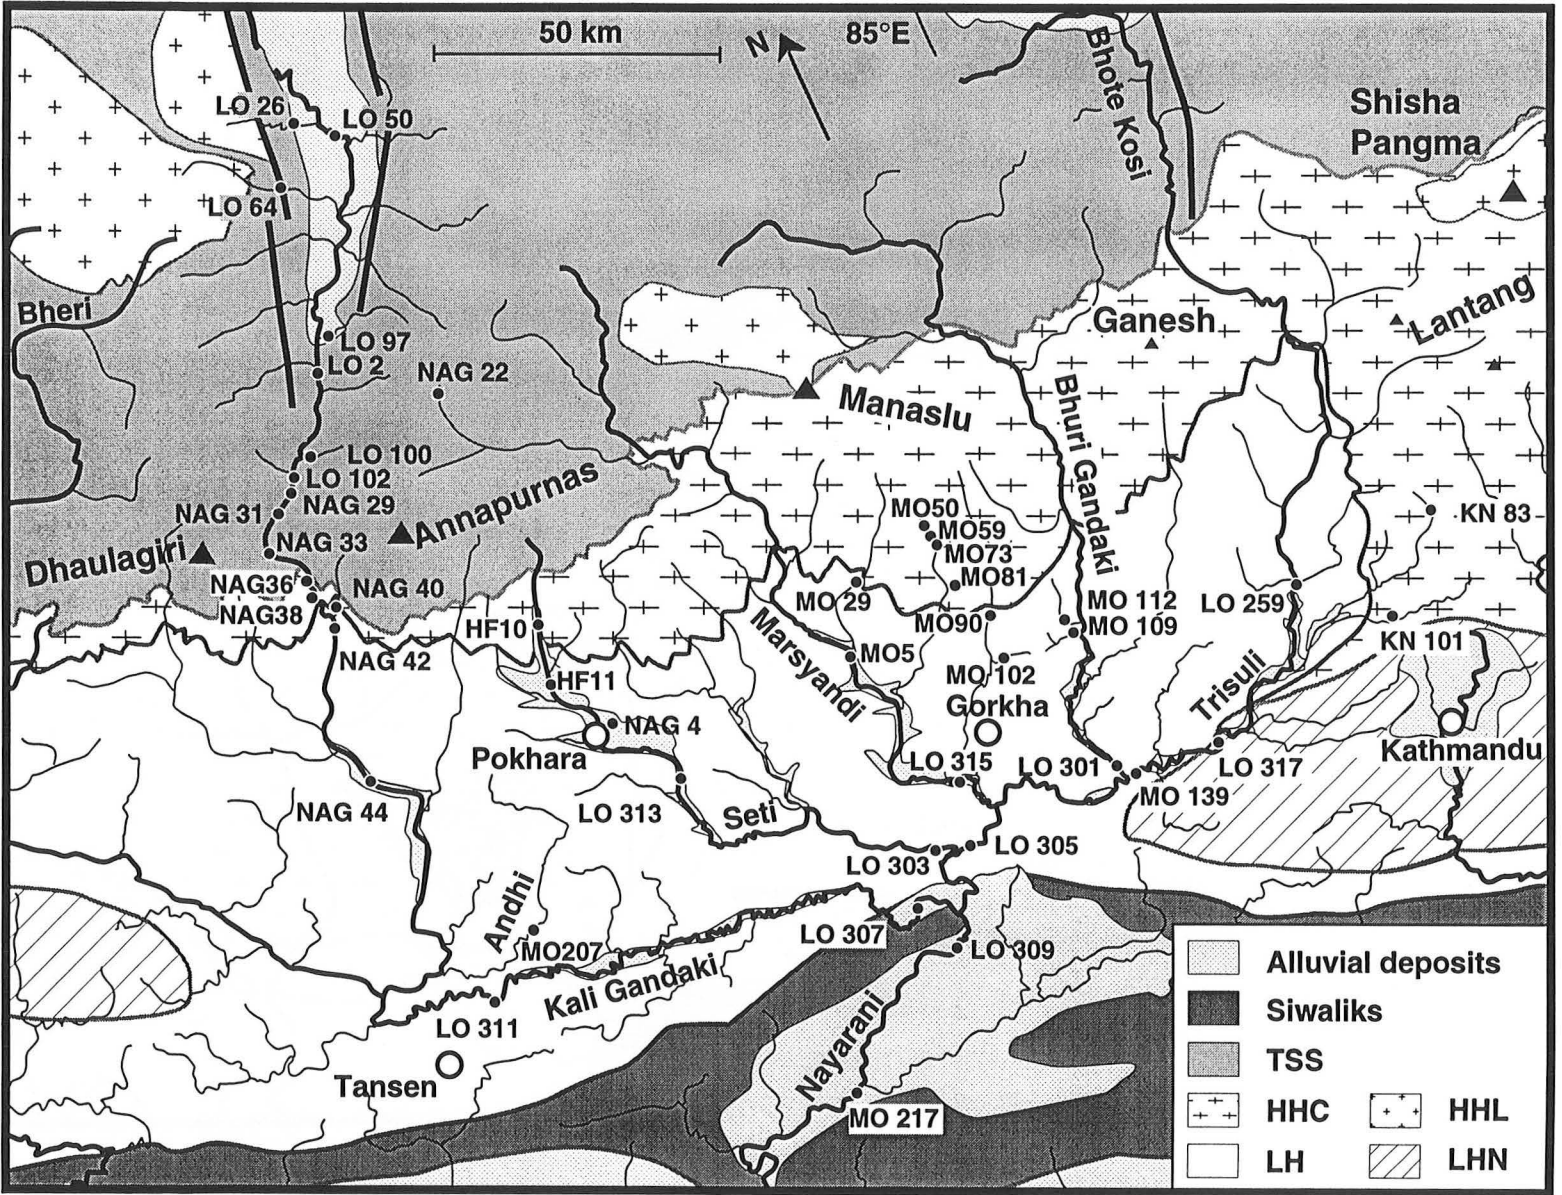 50 km
N
85°E
Bhote Kosi
Shisha
Pangma
LO 26
LO 50
LO 64
Bheri
LO 97
LO 2
NAG 22
Ganesh
Lantang
Manaslu
Bhuri Gandaki
LO 100
LO 102
NAG 29
NAG 31
Annapurnas
NAG 33
Dhaulagiri
MO50
MO59
MO73
MO81
KN 83
NAG36
NAG 40
NAG38
MO 29
MO 112
LO 259
HF10
MO90
MO 109
KN 101
NAG 42
Marsyandi
MO5
HF11
MO 102
Trisuli
Gorkha
NAG 4
Pokhara
Kathmandu
LO 315
LO 301
LO 317
NAG 44
LO 313
Seti
MO 139
LO 303
LO 305
Andhi
LO 307
MO207
LO 309
Kali Gandaki
LO 311
Nayarani
Tansen
MO 217
Alluvial deposits
Siwaliks
TSS
HHC
HHL
LH
LHN